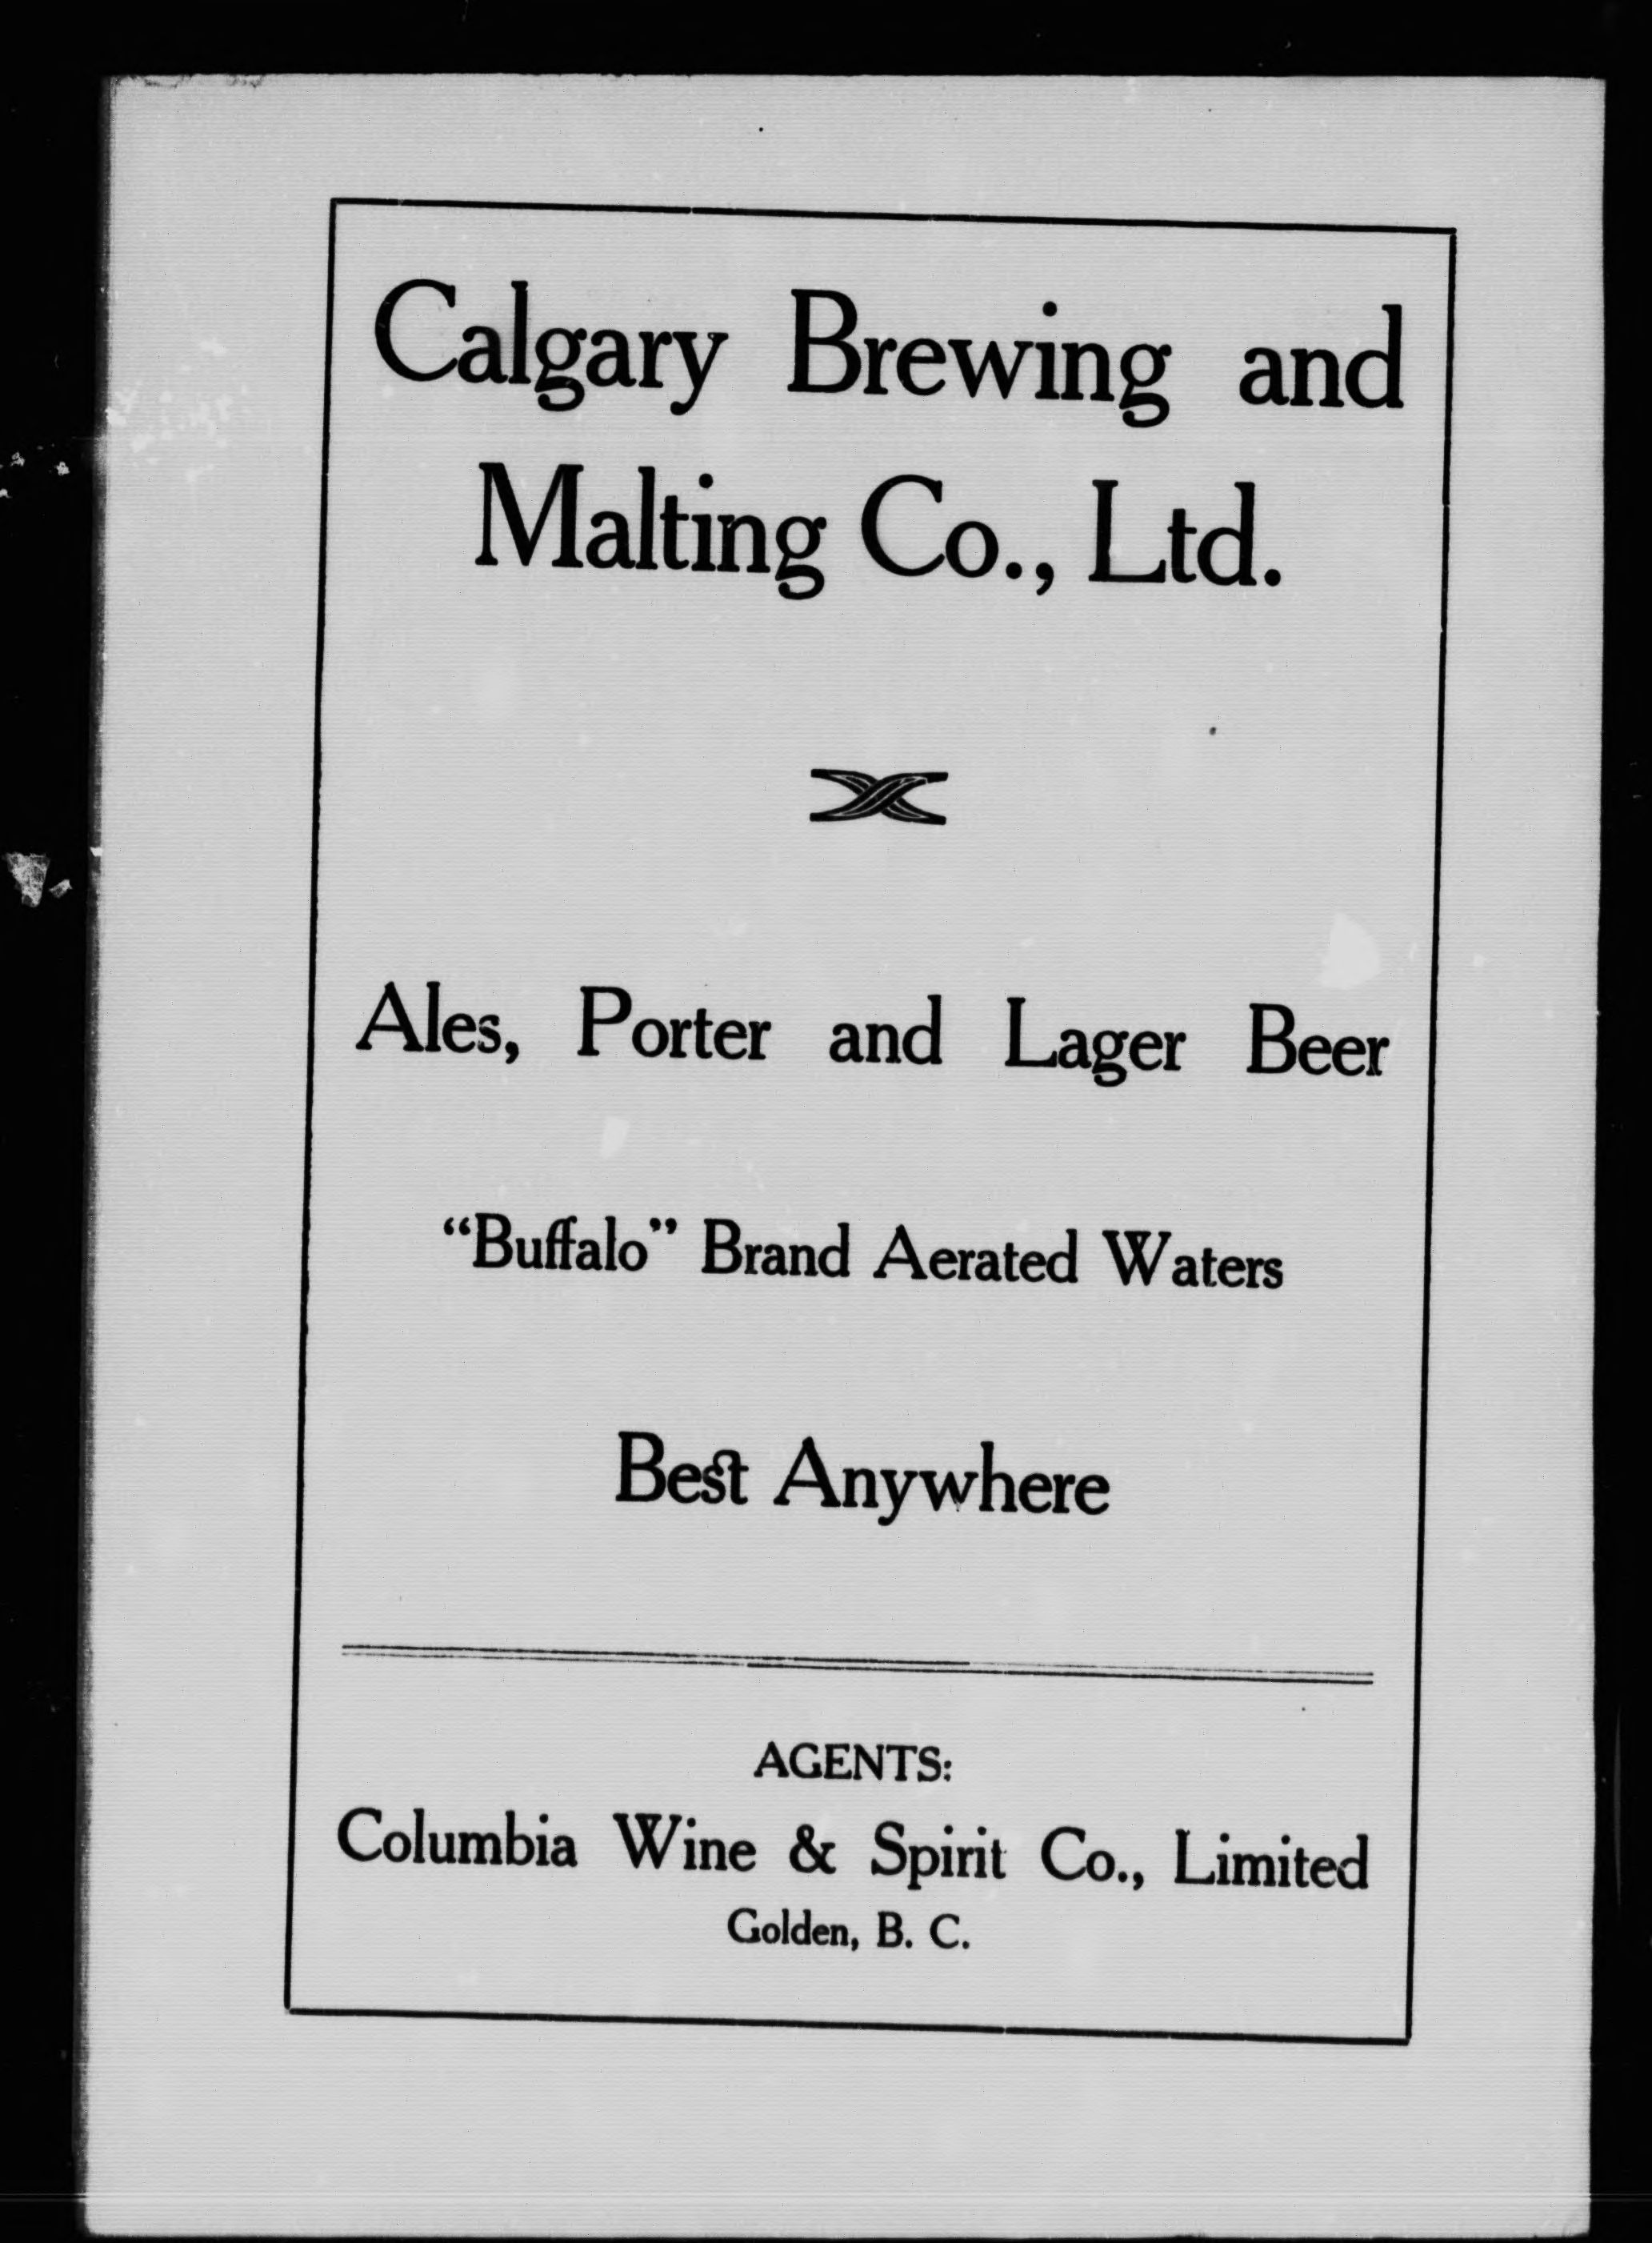 Calgary Brewing and
Malting Co., Ltd.
Ales, Porter and Lager Beer
“Buffalo” Brand Aerated Waters
Best Anywhere
AGENTS:
Columbia Wine & Spirit Co., Limited
Golden, B. C.